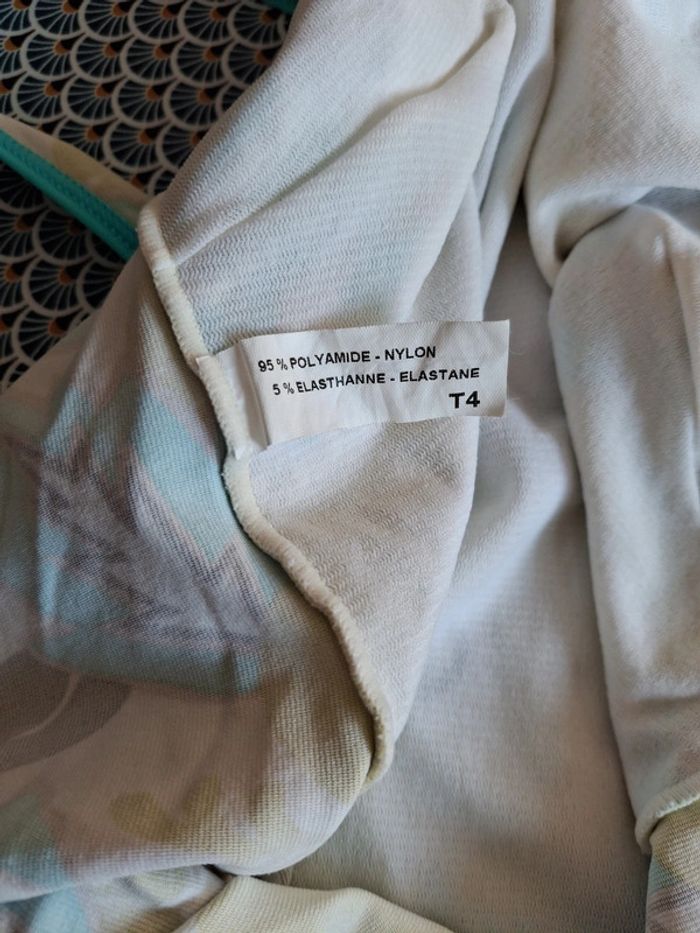 95 % POLYAMIDE - NYLON
5 % ELASTHANNE - ELASTANE
T4